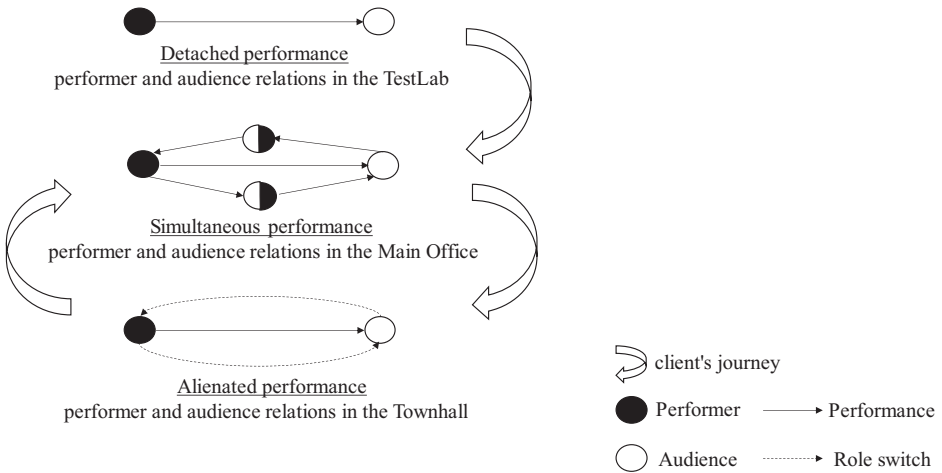 Detached performance
performer and audience relations in the TestLab
Simultaneous performance
performer and audience relations in the Main Office
Alienated performance
performer and audience relations in the Townhall
client's journey
Performer
Performance
Audience
Role switch